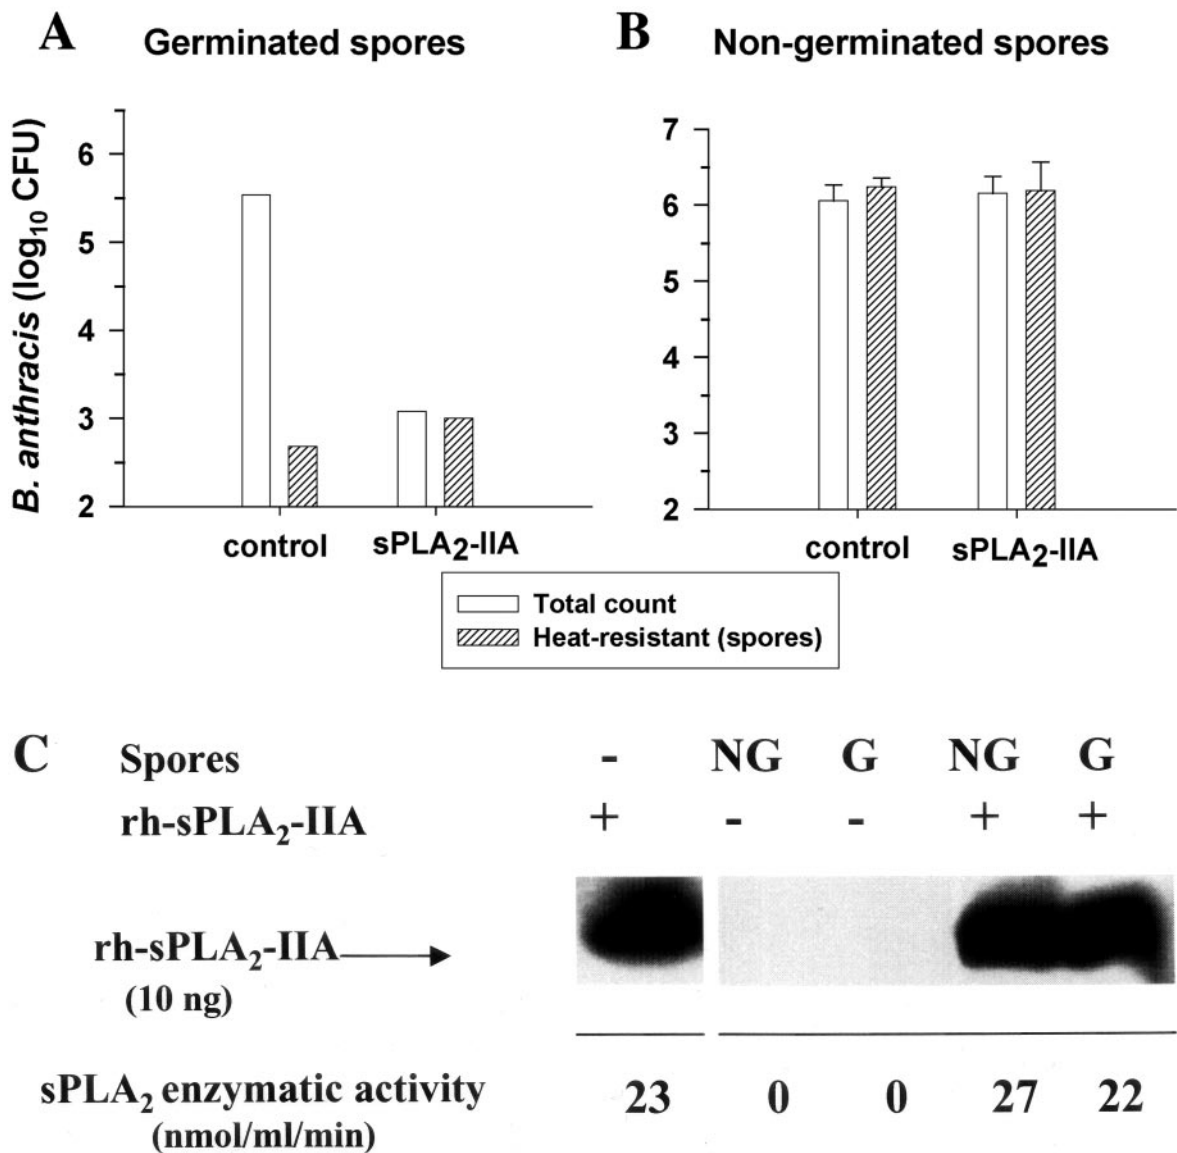 A Germinated spores
B Non-germinated spores
B. anthracis (log10 CFU)
6
5
4
3
2
control sPLA2-IIA
7
6
5
4
3
2
control sPLA2-IIA
Total count
Heat-resistant (spores)
C Spores - NG G NG G
rh-sPLA2-IIA + - - + +
rh-sPLA2-IIA
(10 ng)
sPLA2 enzymatic activity 23 0 0 27 22
(nmol/ml/min)